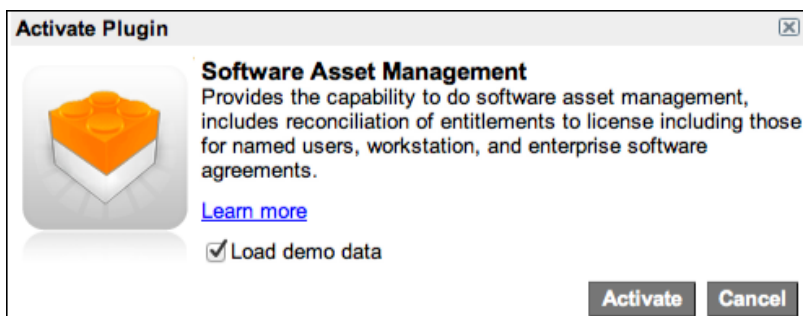 Activate Plugin
Software Asset Management
Provides the capability to do software asset management,
includes reconciliation of entitlements to license including those
for named users, workstation, and enterprise software
agreements.
Learn more
Load demo data
Activate Cancel